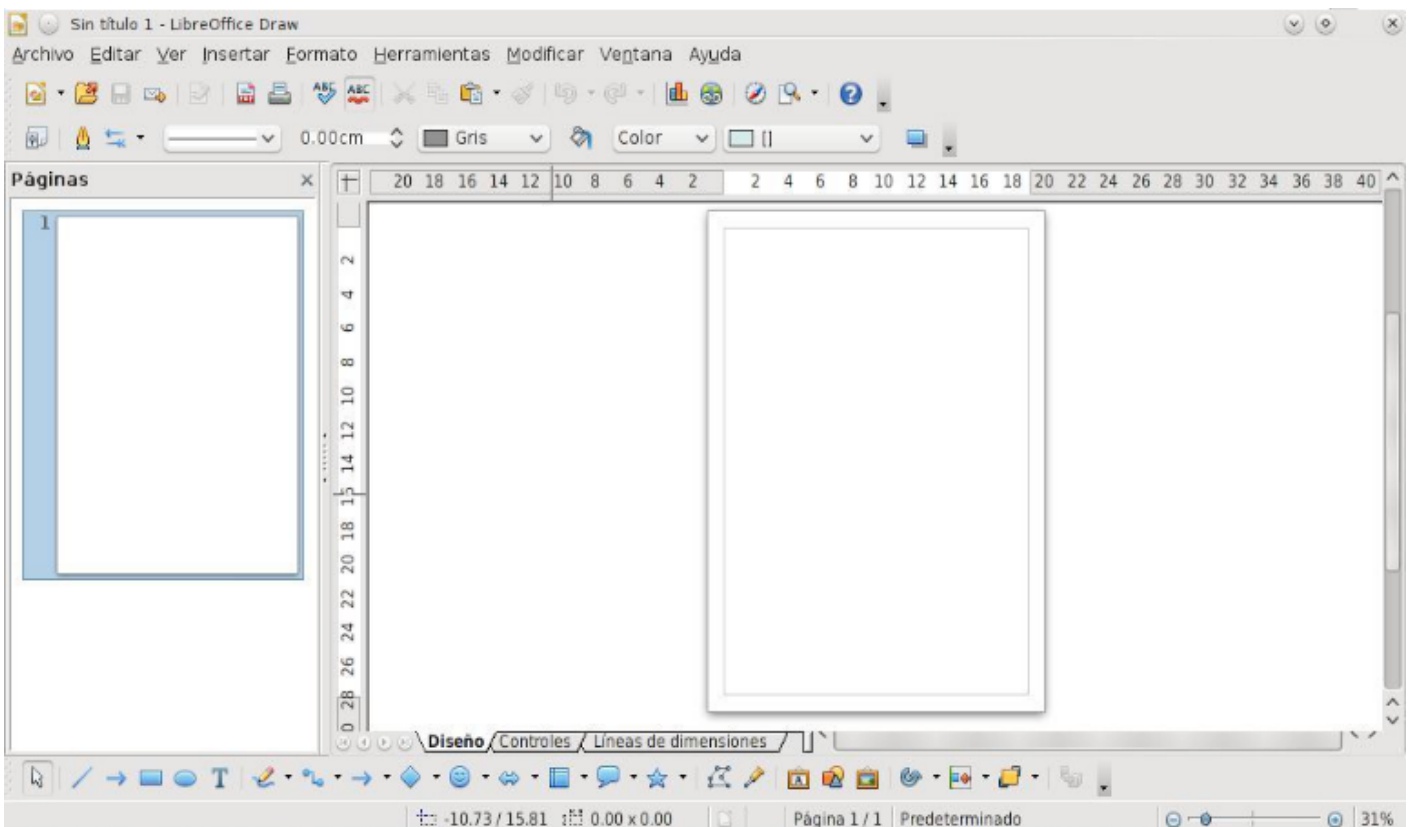 Sin título 1 - LibreOffice Draw
Archivo Editar Ver Insertar Formato Herramientas Modificar Ventana Ayuda
ABC ABC
0.00cm Gris Color []
Páginas
20 18 16 14 12 10 8 6 4 2 2 4 6 8 10 12 14 16 18 20 22 24 26 28 30 32 34 36 38 40
1
2
4
6
8
10
12
14
18
20
22
24
26
28
Diseño Controles Líneas de dimensiones
T
-10.73 / 15.81 0.00 x 0.00 Página 1 / 1 Predeterminado 31%